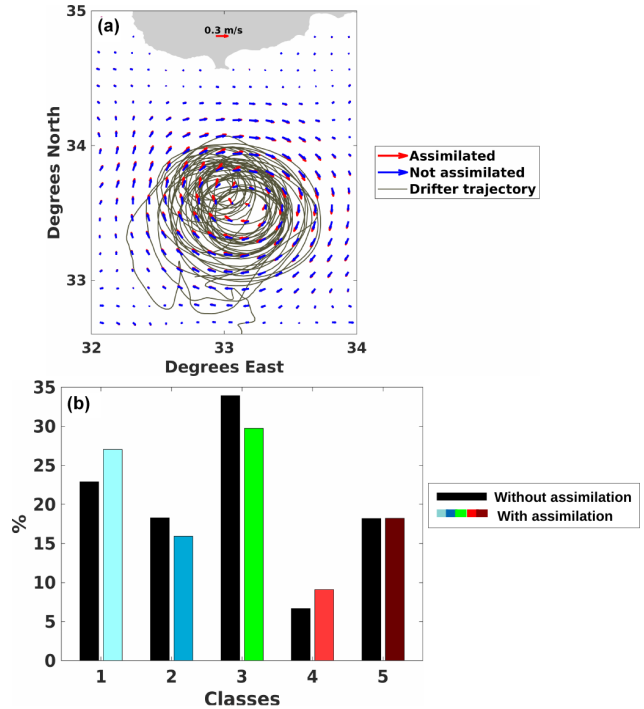 (a)
35
34
33
0.3 m/s
Degrees North
32
33
34
Degrees East
Assimilated
Not assimilated
Drifter trajectory
(b)
35
30
25
20
15
10
5
0
%
1
2
3
4
5
Classes
Without assimilation
With assimilation